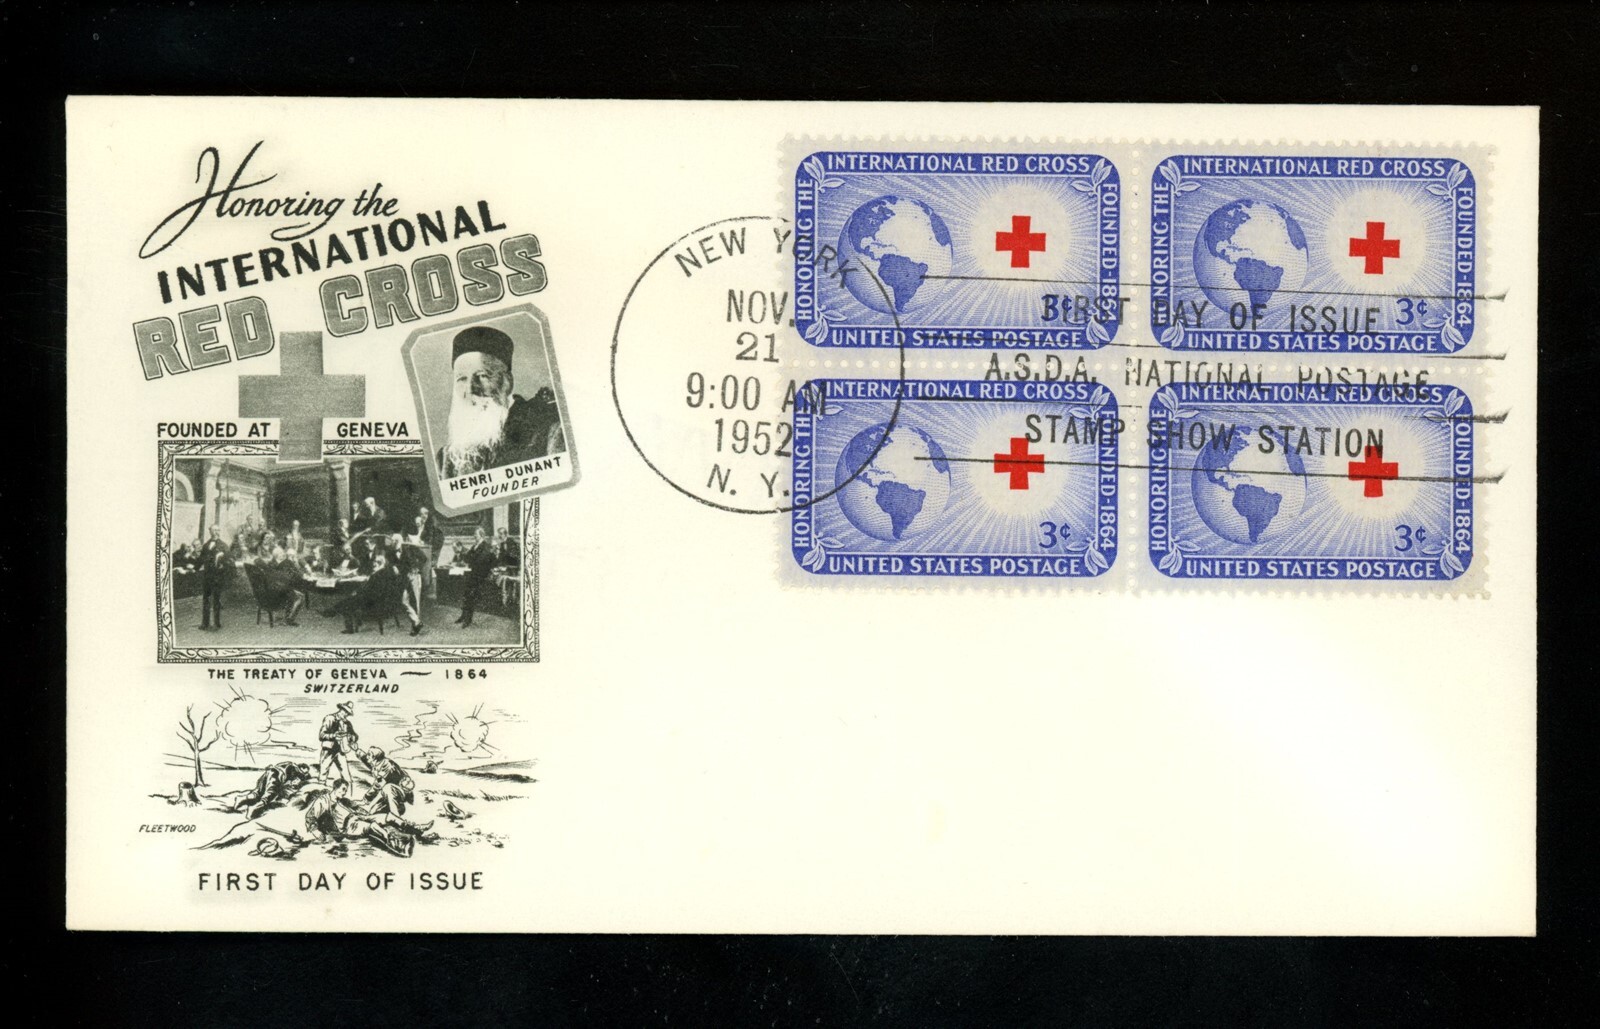 Honoring the
INTERNATIONAL
RED CROSS
FOUNDED AT GENEVA
HENRI DUNANT
FOUNDER
THE TREATY OF GENEVA — 1864
SWITZERLAND
FLEETWOOD
FIRST DAY OF ISSUE
NEW YORK
NOV.
21
9:00 AM
1952
N. Y.
FIRST DAY OF ISSUE
A.S.D.A. NATIONAL POSTAGE
STAMP SHOW STATION
HONORING THE
INTERNATIONAL RED CROSS
FOUNDED-1864
3¢
UNITED STATES POSTAGE
HONORING THE
INTERNATIONAL RED CROSS
FOUNDED-1864
3¢
UNITED STATES POSTAGE
HONORING THE
INTERNATIONAL RED CROSS
FOUNDED-1864
3¢
UNITED STATES POSTAGE
HONORING THE
INTERNATIONAL RED CROSS
FOUNDED-1864
3¢
UNITED STATES POSTAGE